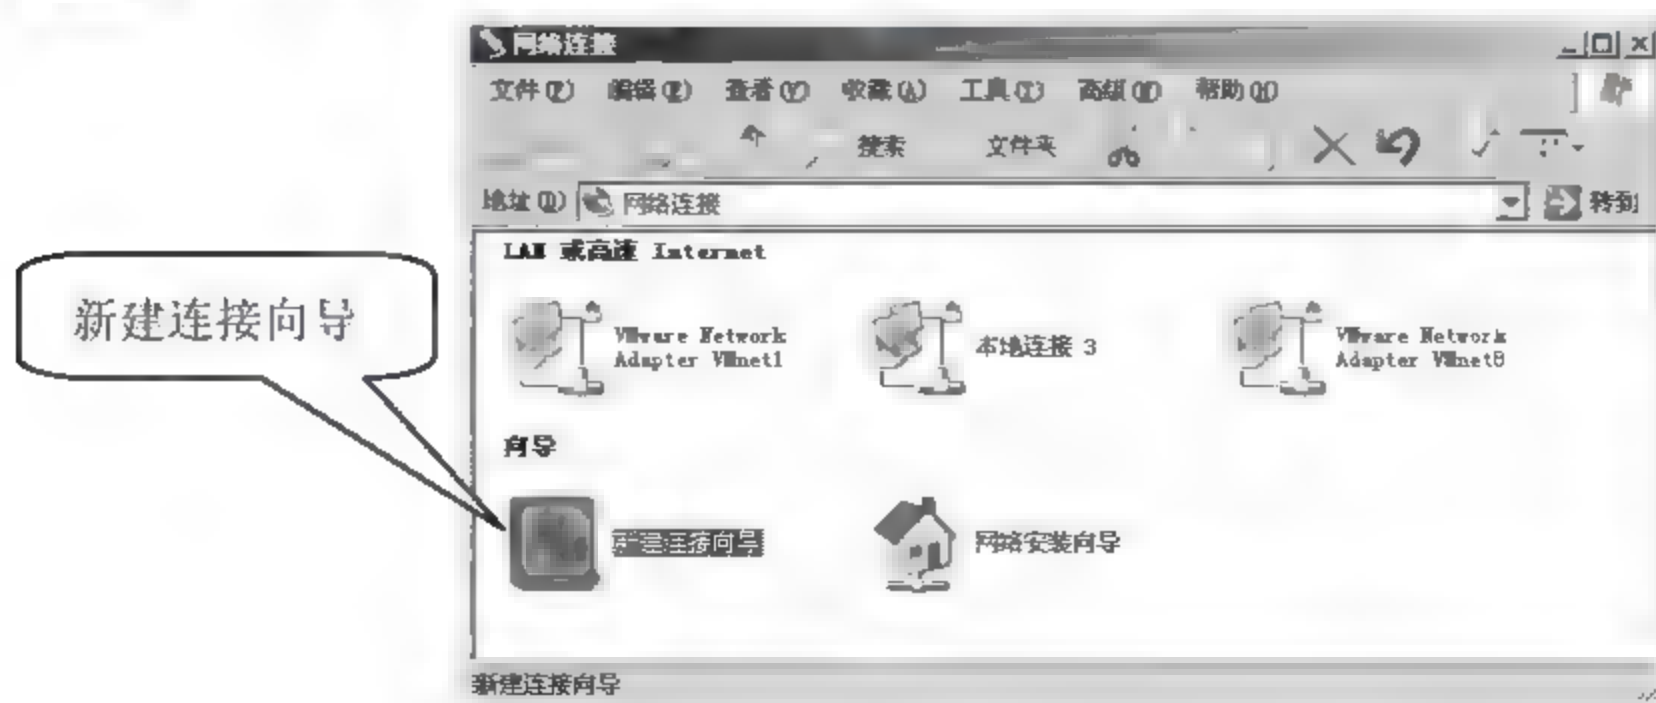 网络连接
文件(F) 编辑(E) 查看(V) 收藏(A) 工具(T) 高级(N) 帮助(H)
搜索 文件夹
地址(D) 网络连接 转到
LAN 或高速 Internet
新建连接向导
VMware Network
Adapter VMnet1
本地连接 3
VMware Network
Adapter VMnet8
向导
新建连接向导
网络安装向导
新建连接向导